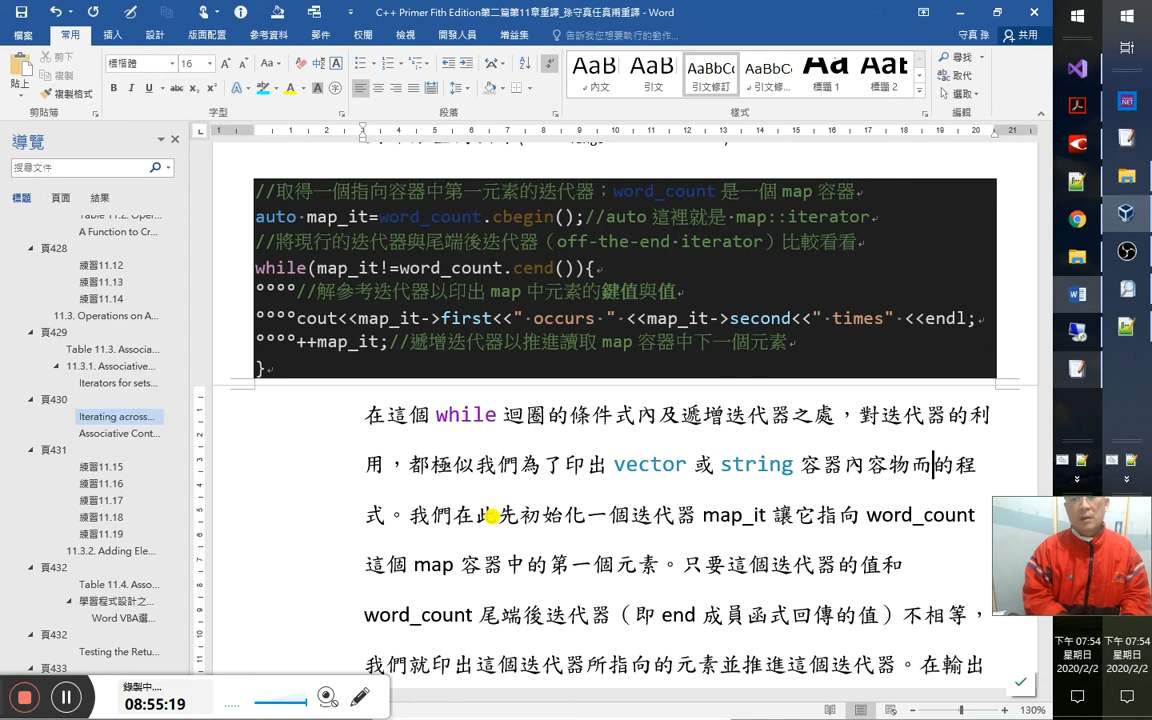 C++ Primer Fifth Edition第二篇第11章重譯_孫守真任真甫重譯 - Word
檔案 常用 插入 設計 版面配置 參考資料 郵件 校閱 檢視 開發人員 增益集 告訴我您想要執行的動作... 守真 孫 共用
貼上 剪下 複製 複製格式 標楷體 16 尋找 取代 選取
AaB AaB AaBbC AaBbCc AaB AaB
內文 引文 引文修訂 引文修... 標題 1 標題 2
剪貼簿 字型 段落 樣式 編輯
導覽
搜尋文件
標題 頁面 結果
Table 11.2. Oper...
A Function to Cr...
頁428
練習11.12
練習11.13
練習11.14
11.3. Operations on A...
頁429
Table 11.3. Associa...
11.3.1. Associative...
Iterators for sets...
頁430
Iterating across...
Associative Cont...
頁431
練習11.15
練習11.16
練習11.17
練習11.18
練習11.19
11.3.2. Adding Ele...
頁432
Table 11.4. Asso...
學習程式設計之...
Word VBA選...
頁432
Testing the Retu...
頁433
//取得一個指向容器中第一元素的迭代器；word_count 是一個 map 容器
auto map_it=word_count.cbegin();//auto 這裡就是 map::iterator
//將現行的迭代器與尾端後迭代器（off-the-end iterator）比較看看
while(map_it!=word_count.cend()){
//解參考迭代器以印出 map 中元素的鍵值與值
cout<<map_it->first<<" occurs " <<map_it->second<<" times" <<endl;
++map_it;//遞增迭代器以推進讀取 map 容器中下一個元素
}
在這個 while 迴圈的條件式內及遞增迭代器之處，對迭代器的利
用，都極似我們為了印出 vector 或 string 容器內容物而的程
式。我們在此先初始化一個迭代器 map_it 讓它指向 word_count
這個 map 容器中的第一個元素。只要這個迭代器的值和
word_count 尾端後迭代器（即 end 成員函式回傳的值）不相等，
我們就印出這個迭代器所指向的元素並推進這個迭代器。在輸出
錄製中....
08:55:19
130%
下午 07:54
星期日
2020/2/2
下午 07:54
星期日
2020/2/2